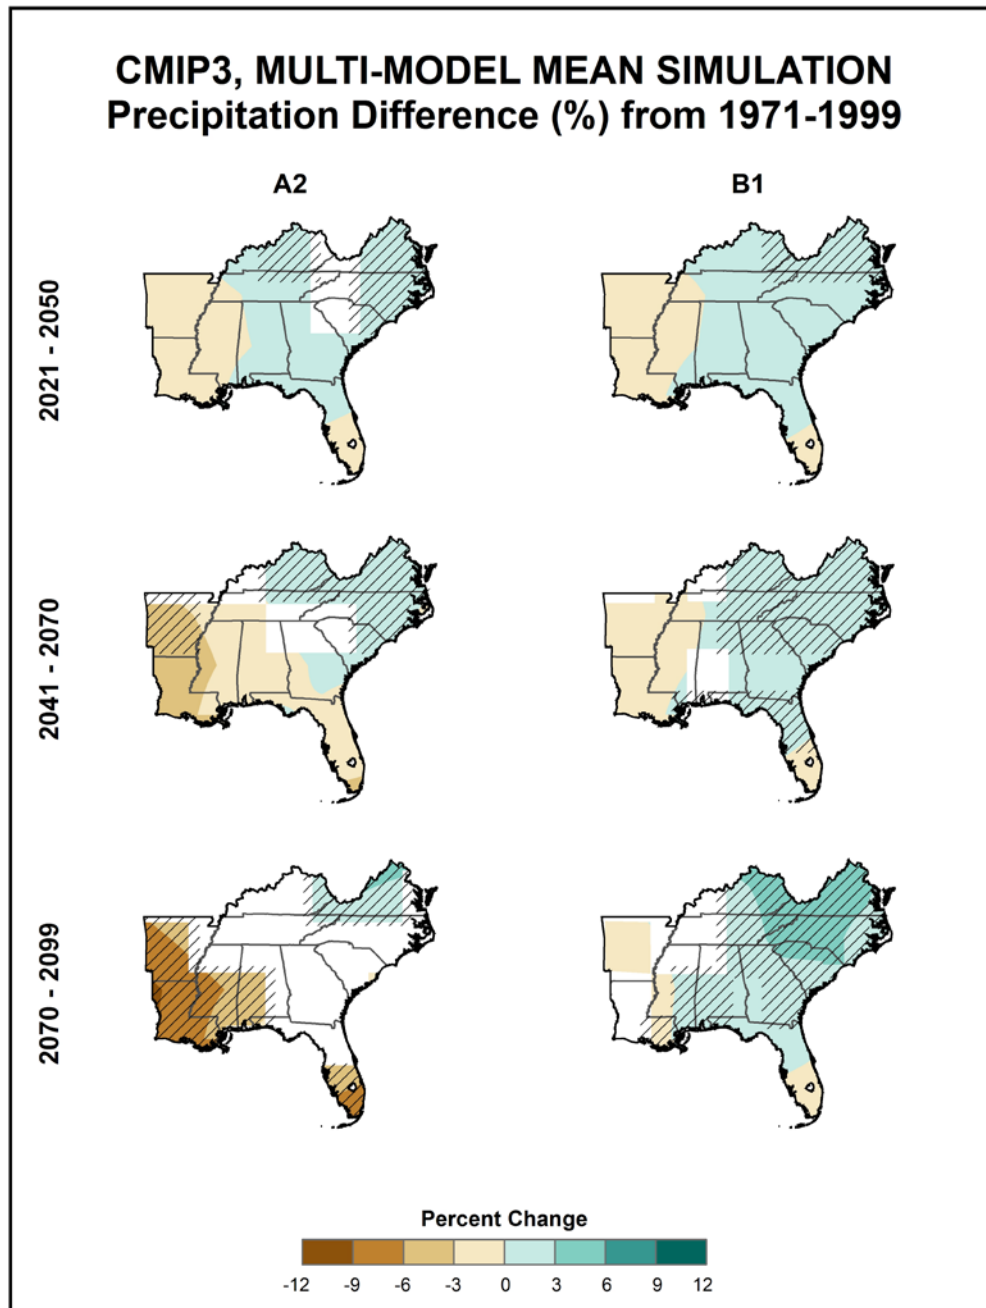 CMIP3, MULTI-MODEL MEAN SIMULATION
Precipitation Difference (%) from 1971-1999
A2
B1
2021 - 2050
2041 - 2070
2070 - 2099
Percent Change
-12 -9 -6 -3 0 3 6 9 12